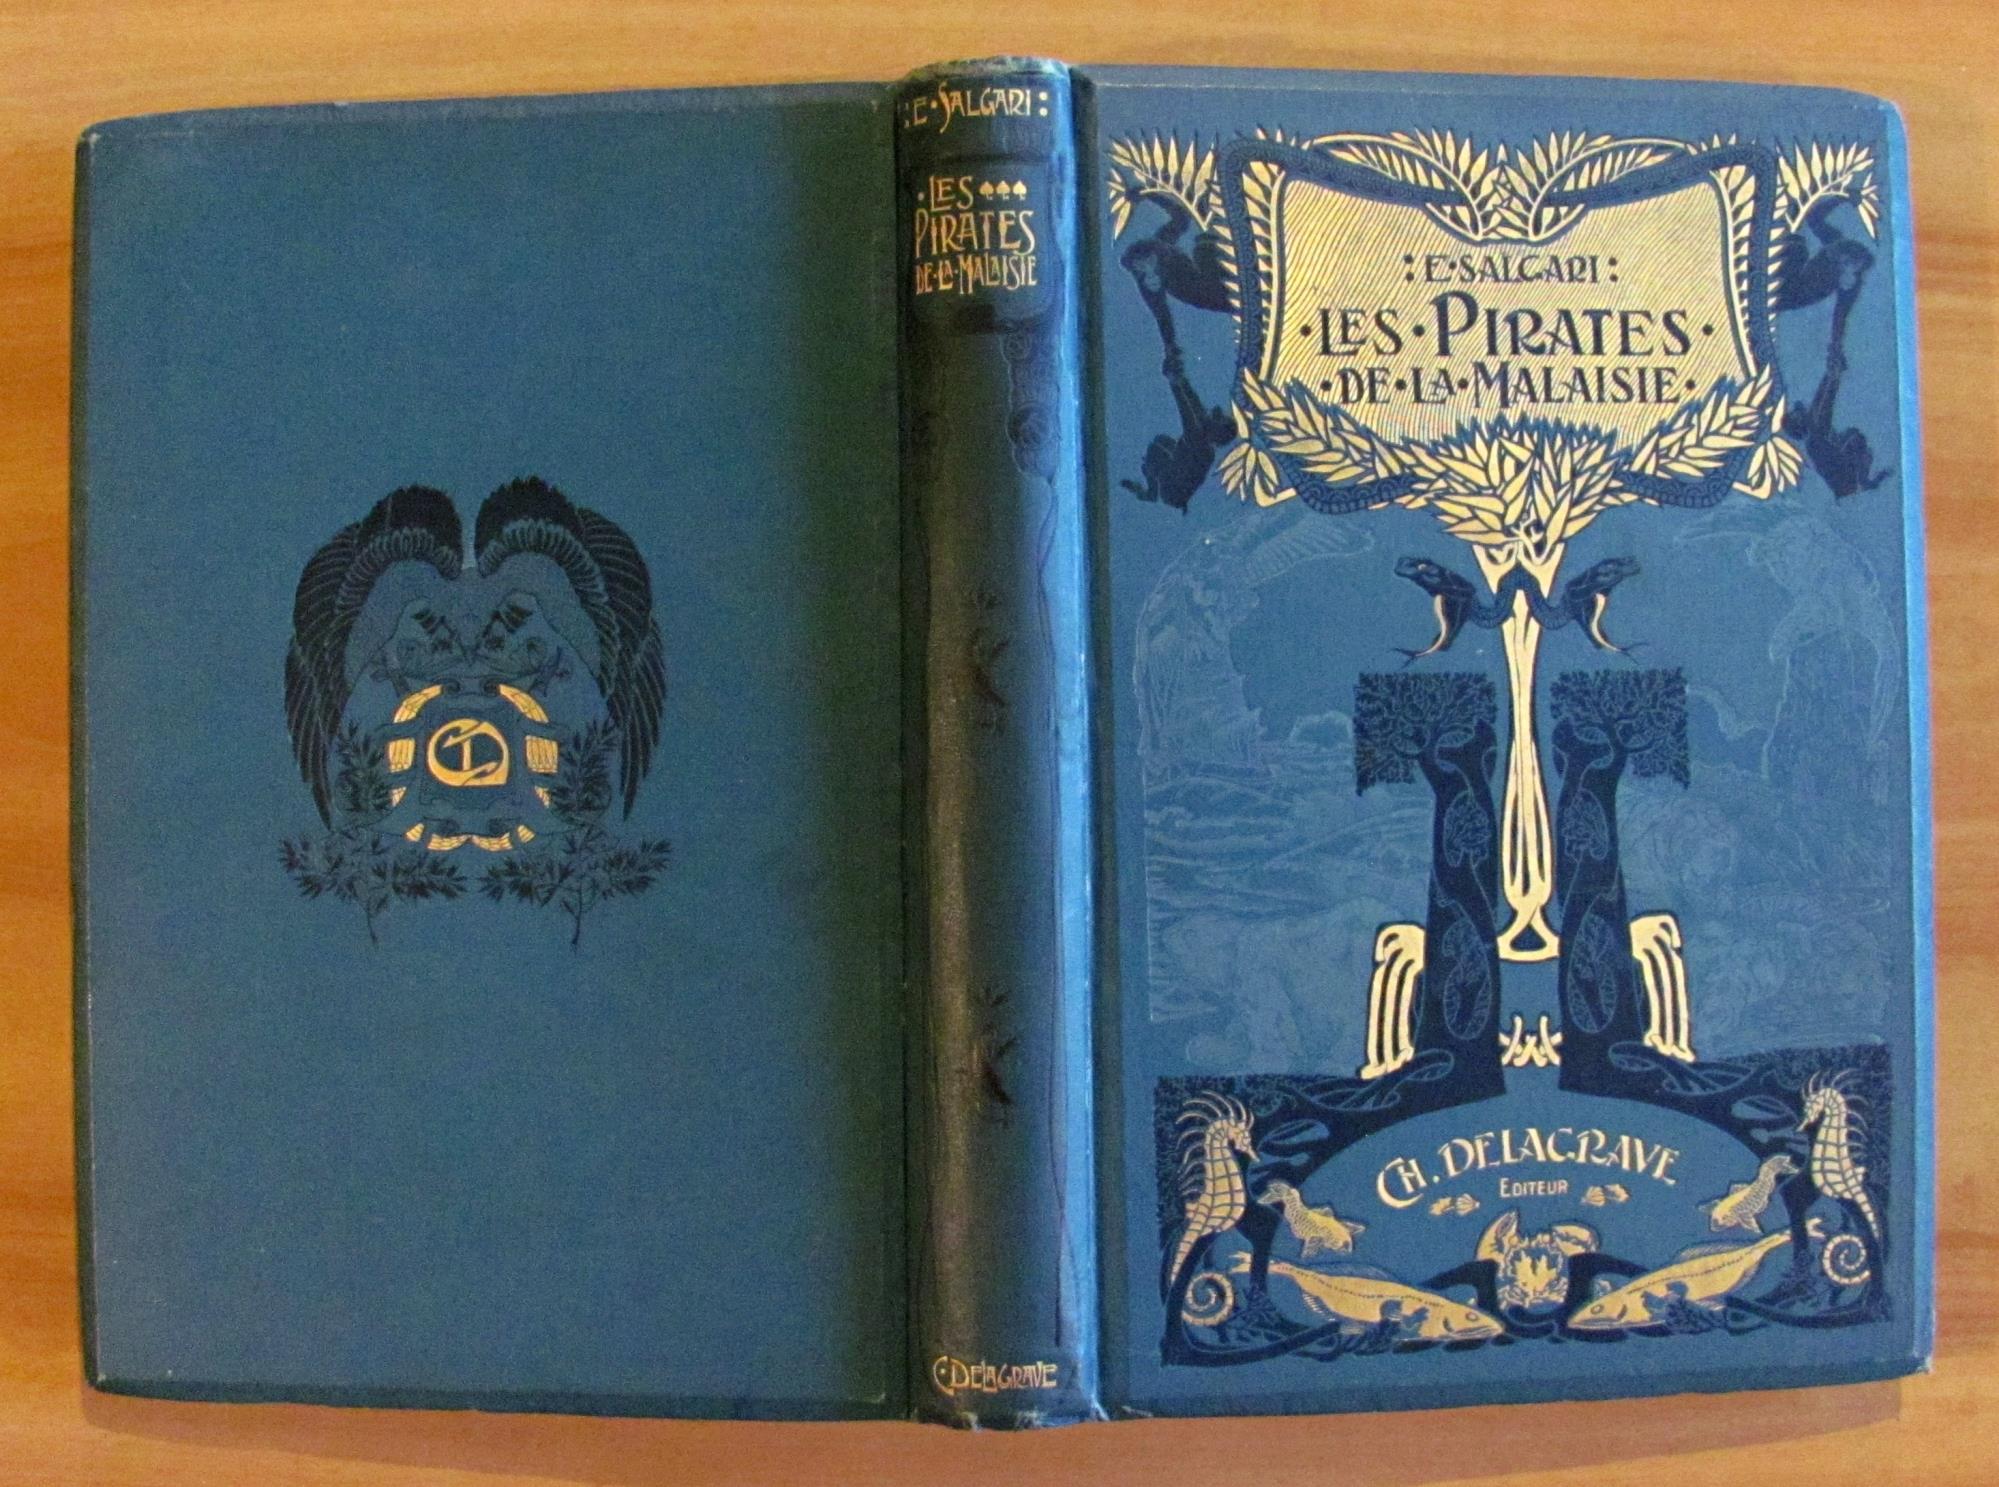 :E·SALGARI:
·LES
PIRATES
DE·LA·MALAISIE
C·DELAGRAVE
:E·SALGARI:
·LES·PIRATES·
·DE·LA·MALAISIE·
CH. DELAGRAVE
EDITEUR